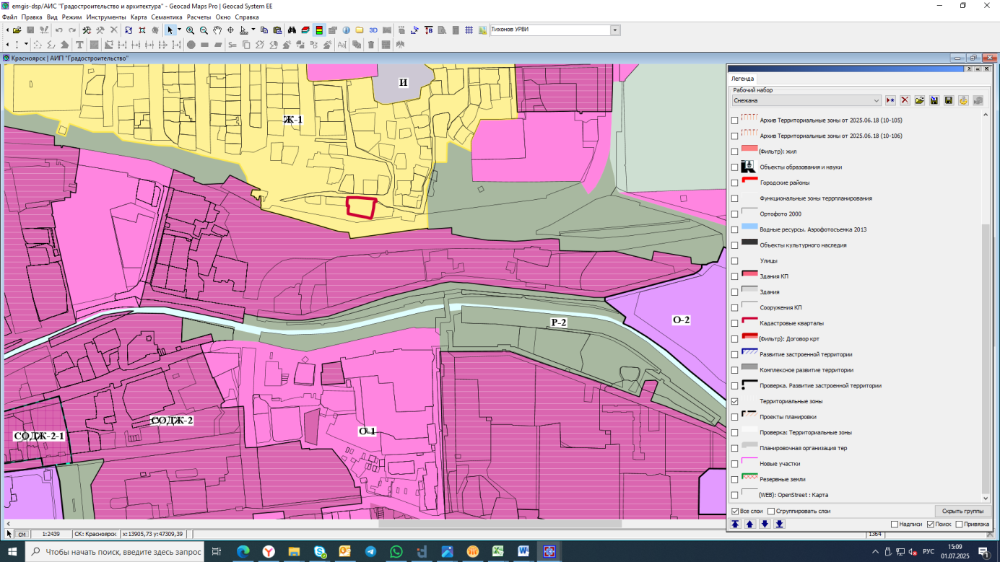 emgis-dsp/АИС "Градостроительство и архитектура" - Geocad Maps Pro | Geocad System EE
Файл Правка Вид Режим Инструменты Карта Семантика Расчеты Окно Справка
3D Тихонов УРВИ
Красноярск | АИП "Градостроительство"
И
Ж-1
Р-2
О-2
СОДЖ-2
СОДЖ-2-1
О-1
Легенда
Рабочий набор
Снежана
Архив Территориальные зоны от 2025.06.18 (10-105)
Архив Территориальные зоны от 2025.06.18 (10-106)
(Фильтр): жил
Объекты образования и науки
Городские районы
Функциональные зоны террпланирования
Ортофото 2000
Водные ресурсы. Аэрофотосъемка 2013
Объекты культурного наследия
Улицы
Здания КП
Здания
Сооружения КП
Кадастровые кварталы
(Фильтр): Договор крт
Развитие застроенной территории
Комплексное развитие территории
Проверка. Развитие застроенной территории
Территориальные зоны
Проекты планировки
Проверка: Территориальные зоны
Планировочная организация тер
Новые участки
Резервные земли
(WEB): OpenStreet : Карта
Все слои Сгруппировать слои Скрыть группы
Надписи Поиск Привязка
см 1:2439 СК: Красноярск x:13905,73 y:47309,39 1364
Чтобы начать поиск, введите здесь запрос
РУС 15:09
01.07.2025